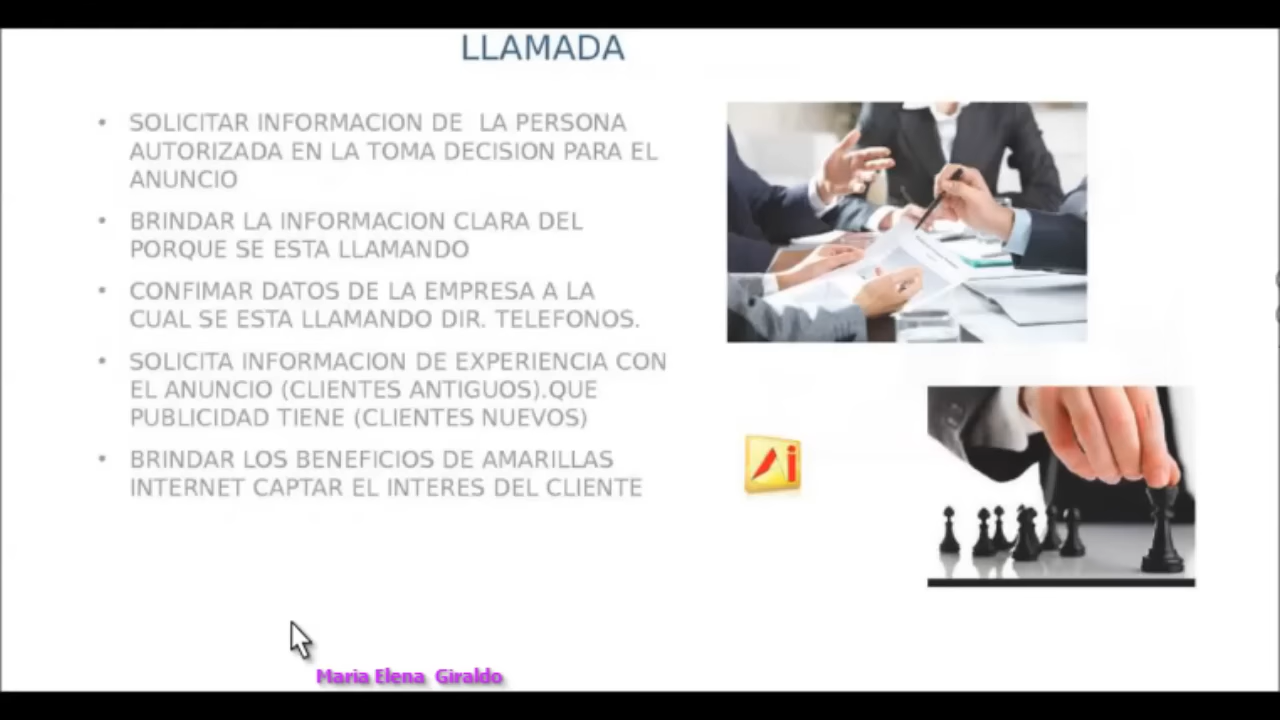 LLAMADA
• SOLICITAR INFORMACION DE  LA PERSONA
AUTORIZADA EN LA TOMA DECISION PARA EL
ANUNCIO
• BRINDAR LA INFORMACION CLARA DEL
PORQUE SE ESTA LLAMANDO
• CONFIMAR DATOS DE LA EMPRESA A LA
CUAL SE ESTA LLAMANDO DIR. TELEFONOS.
• SOLICITA INFORMACION DE EXPERIENCIA CON
EL ANUNCIO (CLIENTES ANTIGUOS).QUE
PUBLICIDAD TIENE (CLIENTES NUEVOS)
• BRINDAR LOS BENEFICIOS DE AMARILLAS
INTERNET CAPTAR EL INTERES DEL CLIENTE
Ai
Maria Elena  Giraldo